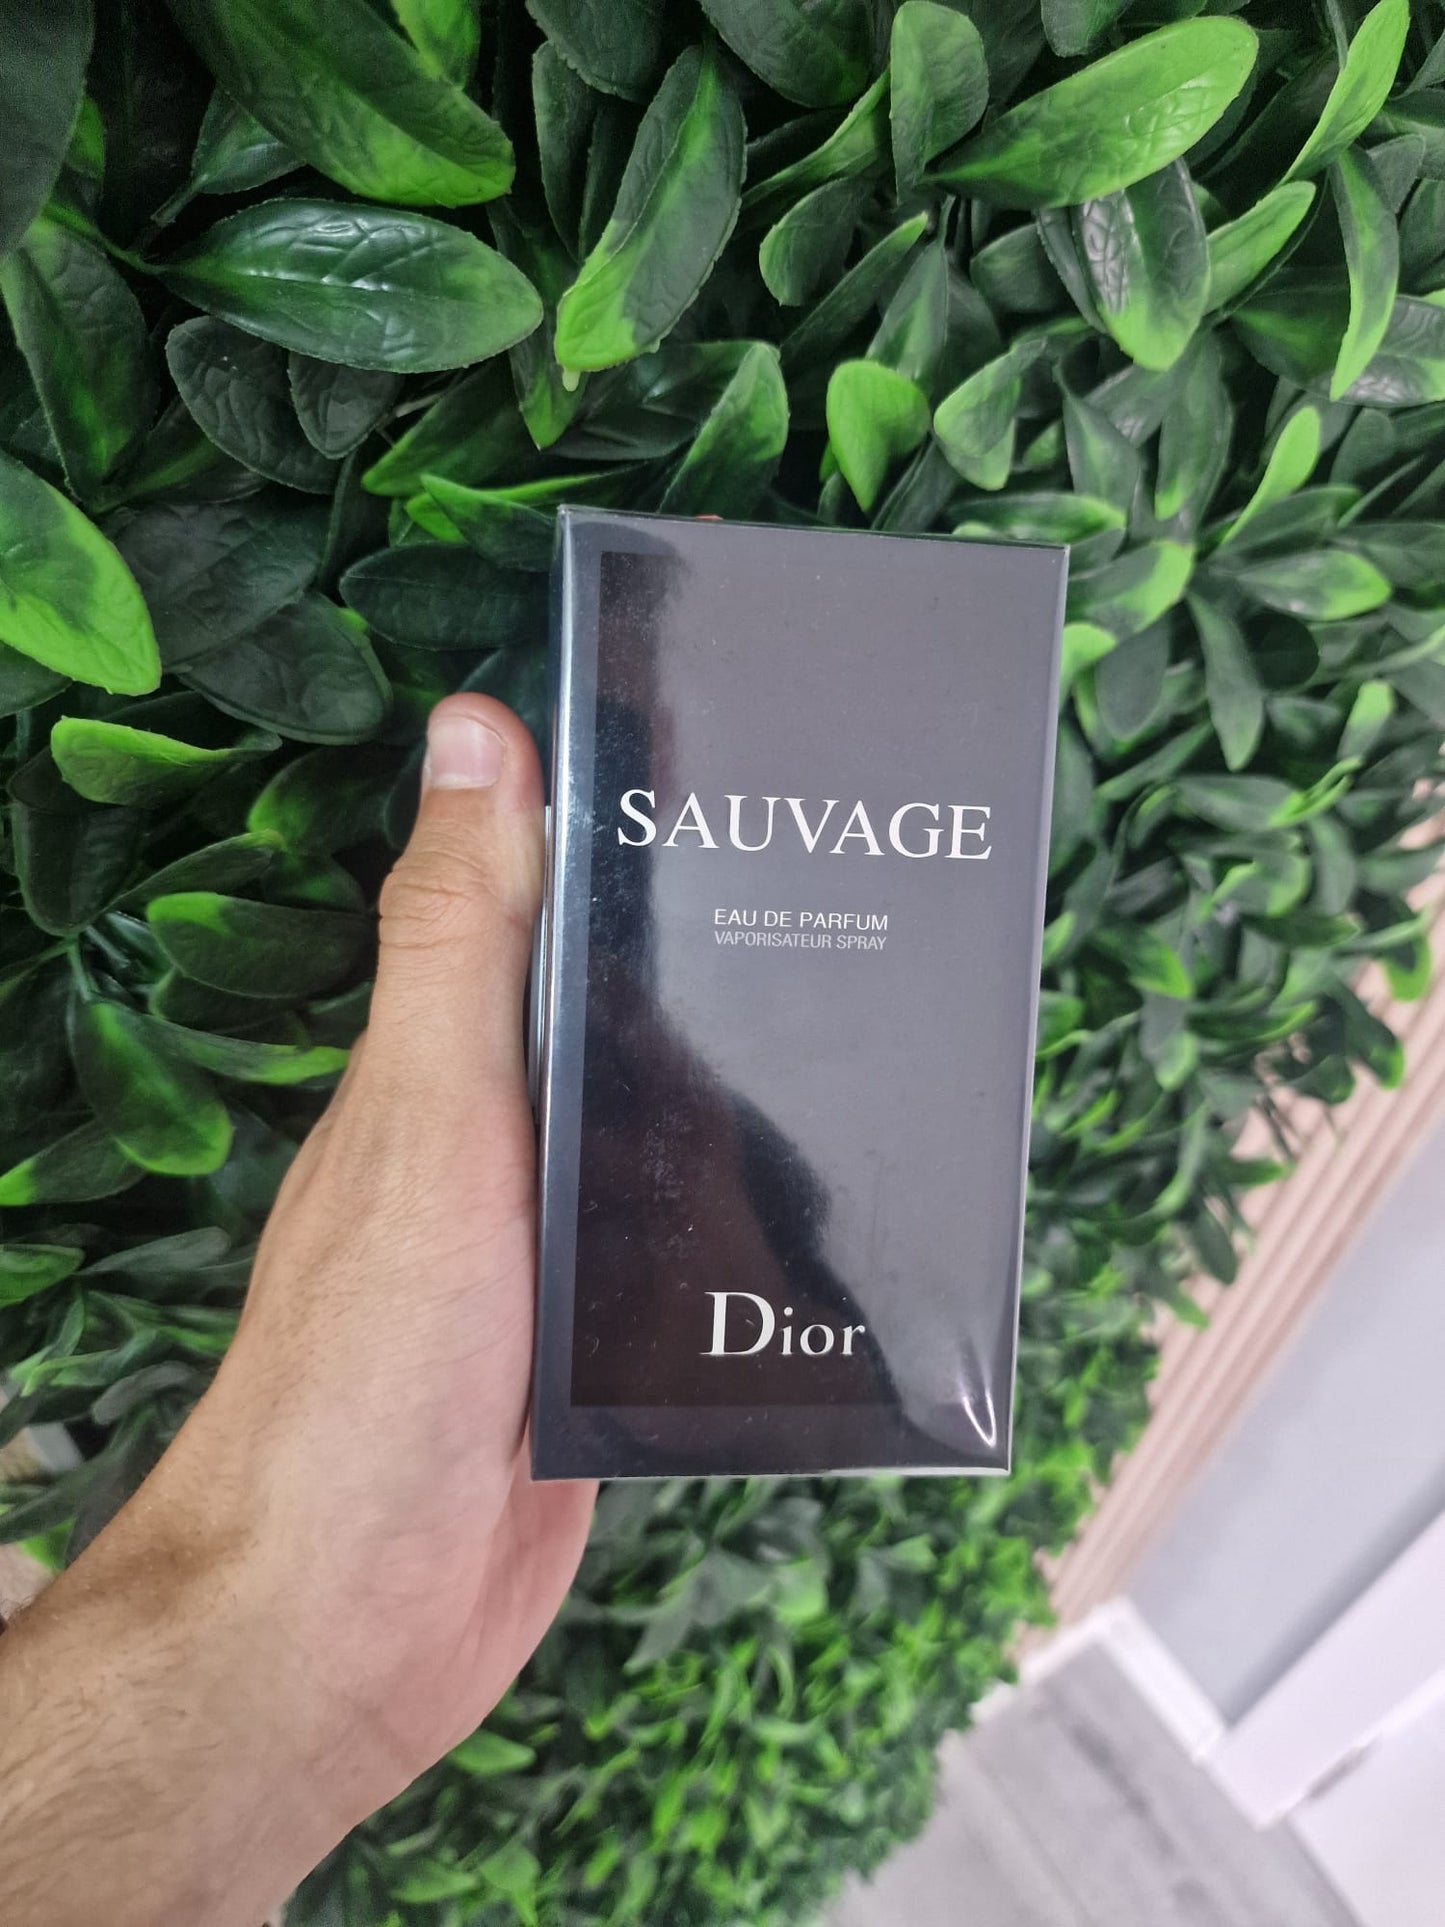 SAUVAGE
EAU DE PARFUM
VAPORISATEUR SPRAY
Dior